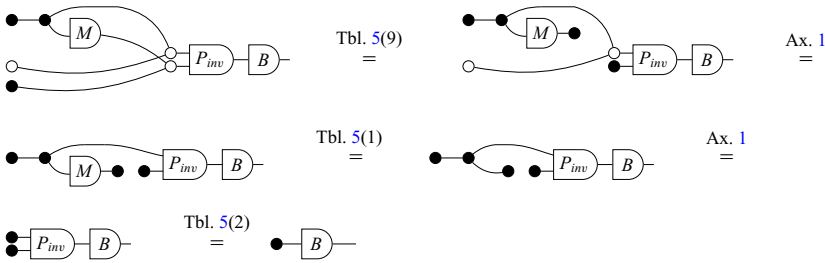 M P_inv B Tbl. 5(9) = M P_inv B Ax. 1 =
M P_inv B Tbl. 5(1) = P_inv B Ax. 1 =
P_inv B Tbl. 5(2) = B